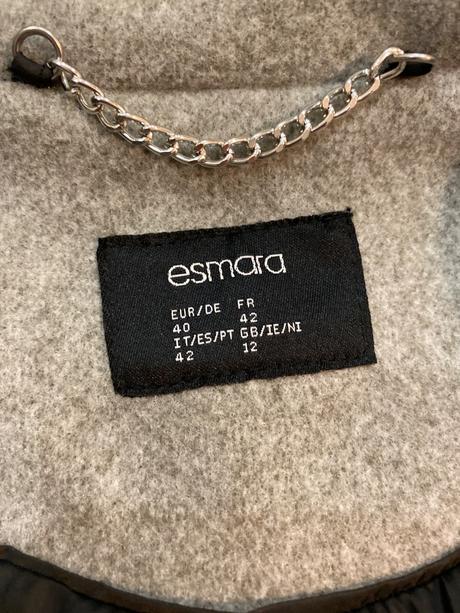 esmara
EUR/DE FR
40 42
IT/ES/PT GB/IE/NI
42 12